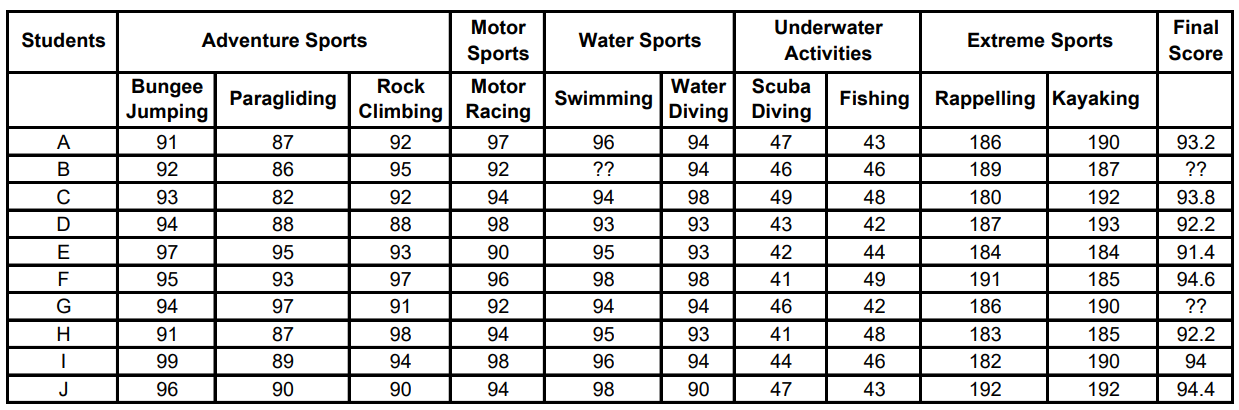 Students Adventure Sports Motor Sports Water Sports Underwater Activities Extreme Sports Final Score
Bungee Jumping Paragliding Rock Climbing Motor Racing Swimming Water Diving Scuba Diving Fishing Rappelling Kayaking
A 91 87 92 97 96 94 47 43 186 190 93.2
B 92 86 95 92 ?? 94 46 46 189 187 ??
C 93 82 92 94 94 98 49 48 180 192 93.8
D 94 88 88 98 93 93 43 42 187 193 92.2
E 97 95 93 90 95 93 42 44 184 184 91.4
F 95 93 97 96 98 98 41 49 191 185 94.6
G 94 97 91 92 94 94 46 42 186 190 ??
H 91 87 98 94 95 93 41 48 183 185 92.2
I 99 89 94 98 96 94 44 46 182 190 94
J 96 90 90 94 98 90 47 43 192 192 94.4